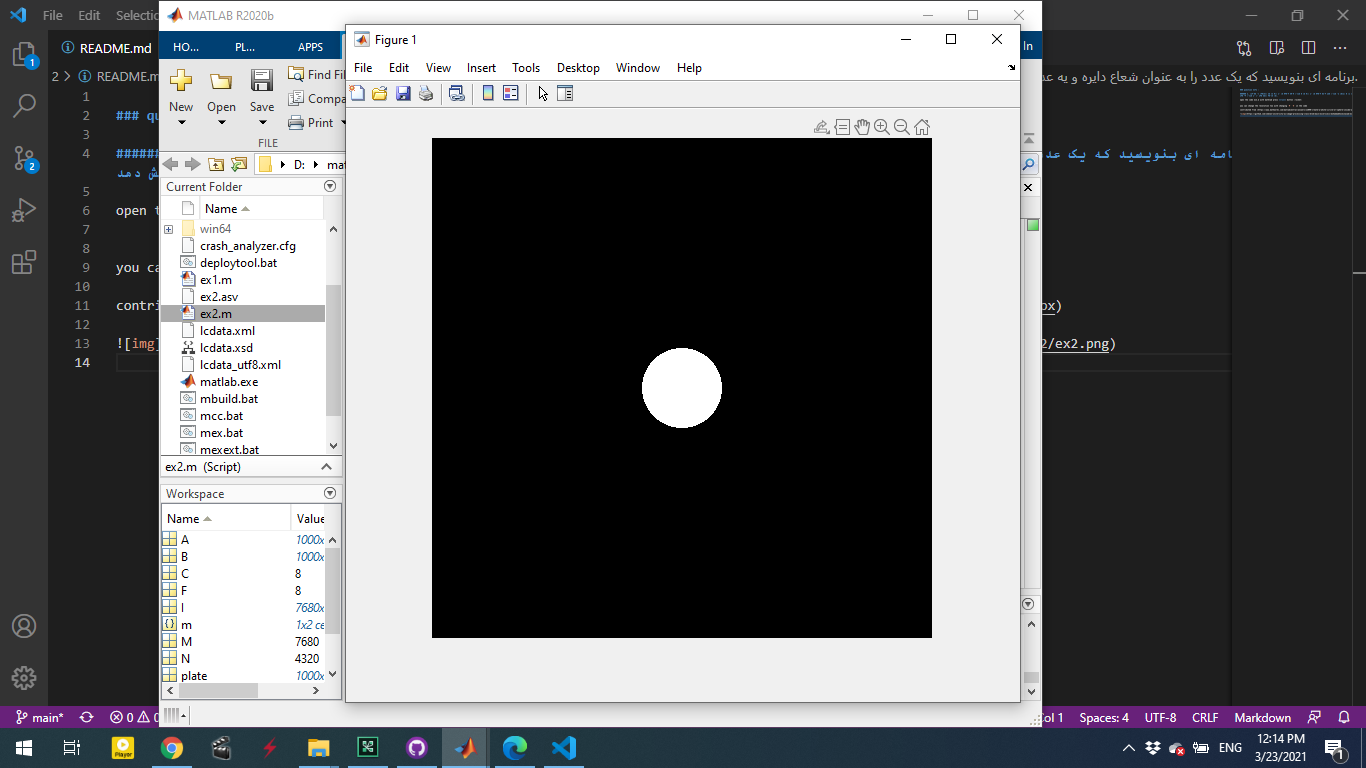 File Edit Selectio
MATLAB R2020b
README.md
2 > README.m
برنامه ای بنویسید که یک عدد را به عنوان شعاع دایره و یه عد
1
2 ### qu
3
4 #######
امه ای بنویسید که یک عد
ش دهد
5
6 open t
7
8
9 you ca
10
11 contri
ox)
12
13 ![img]
2/ex2.png)
14
HO... PL... APPS
In
New Open Save
Find Fi
Compa
Print
FILE
D: mat
Current Folder
Name
win64
crash_analyzer.cfg
deploytool.bat
ex1.m
ex2.asv
ex2.m
lcdata.xml
lcdata.xsd
lcdata_utf8.xml
matlab.exe
mbuild.bat
mcc.bat
mex.bat
mexext.bat
ex2.m (Script)
Workspace
Name Value
A 1000x
B 1000x
C 8
F 8
I 7680x
m 1x2 ce
M 7680
N 4320
plate 1000x
Figure 1
File Edit View Insert Tools Desktop Window Help
main* 0 0
ol 1 Spaces: 4 UTF-8 CRLF Markdown
Player
ENG
12:14 PM
3/23/2021
1
1
2